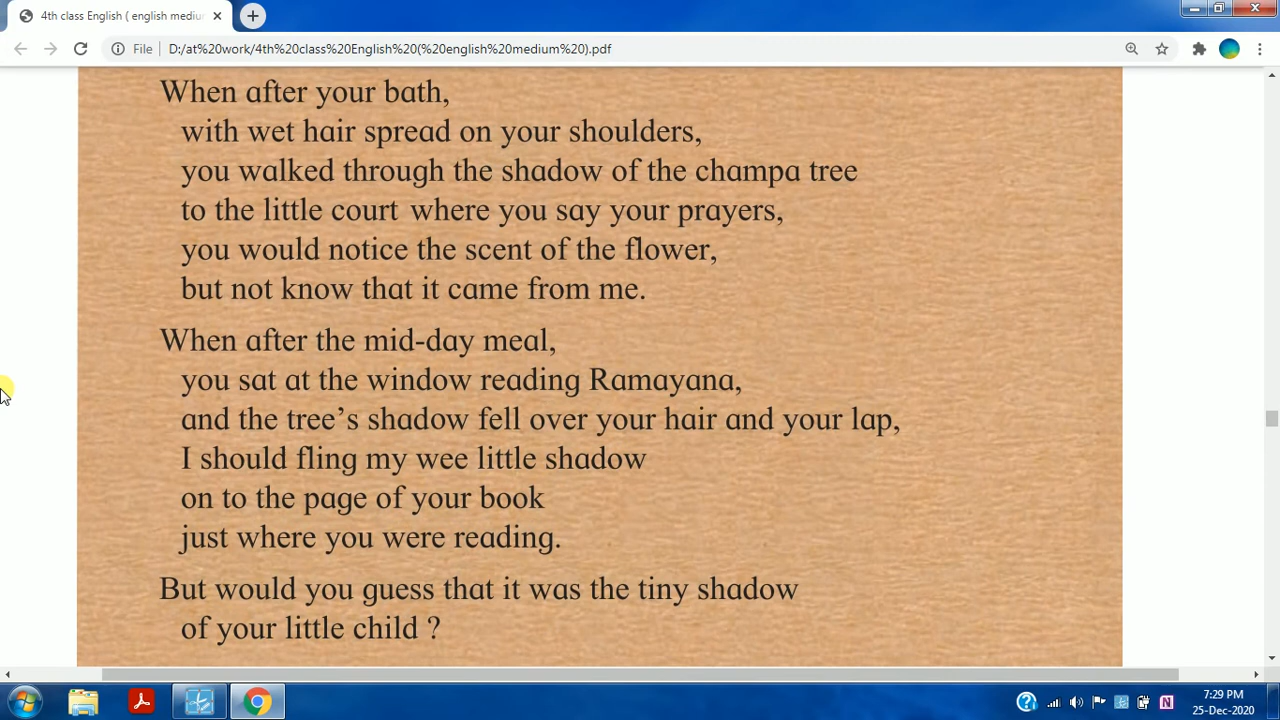 4th class English ( english mediu
File
D:/at%20work/4th%20class%20English%20(%20english%20medium%20).pdf
When after your bath,
with wet hair spread on your shoulders,
you walked through the shadow of the champa tree
to the little court where you say your prayers,
you would notice the scent of the flower,
but not know that it came from me.
When after the mid-day meal,
you sat at the window reading Ramayana,
and the tree’s shadow fell over your hair and your lap,
I should fling my wee little shadow
on to the page of your book
just where you were reading.
But would you guess that it was the tiny shadow
of your little child ?
7:29 PM
25-Dec-2020